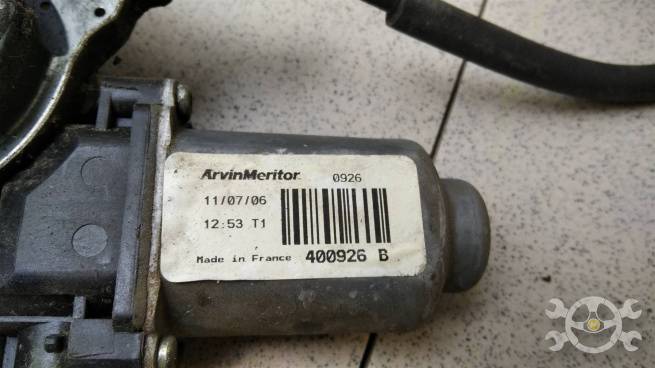 ArvinMeritor 0926
11/07/06
12:53 T1
Made in France 400926 B